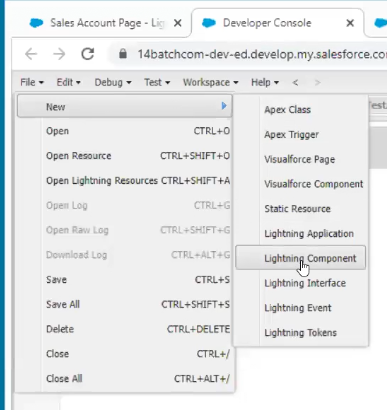 Sales Account Page - Lig
Developer Console
14batchcom-dev-ed.develop.my.salesforce.co
File Edit Debug Test Workspace Help < >
New
Open CTRL+O
Open Resource CTRL+SHIFT+O
Open Lightning Resources CTRL+SHIFT+A
Open Log CTRL+G
Open Raw Log CTRL+SHIFT+G
Download Log CTRL+ALT+G
Save CTRL+S
Save All CTRL+SHIFT+S
Delete CTRL+DELETE
Close CTRL+/
Close All CTRL+ALT+/
Apex Class
Apex Trigger
Visualforce Page
Visualforce Component
Static Resource
Lightning Application
Lightning Component
Lightning Interface
Lightning Event
Lightning Tokens